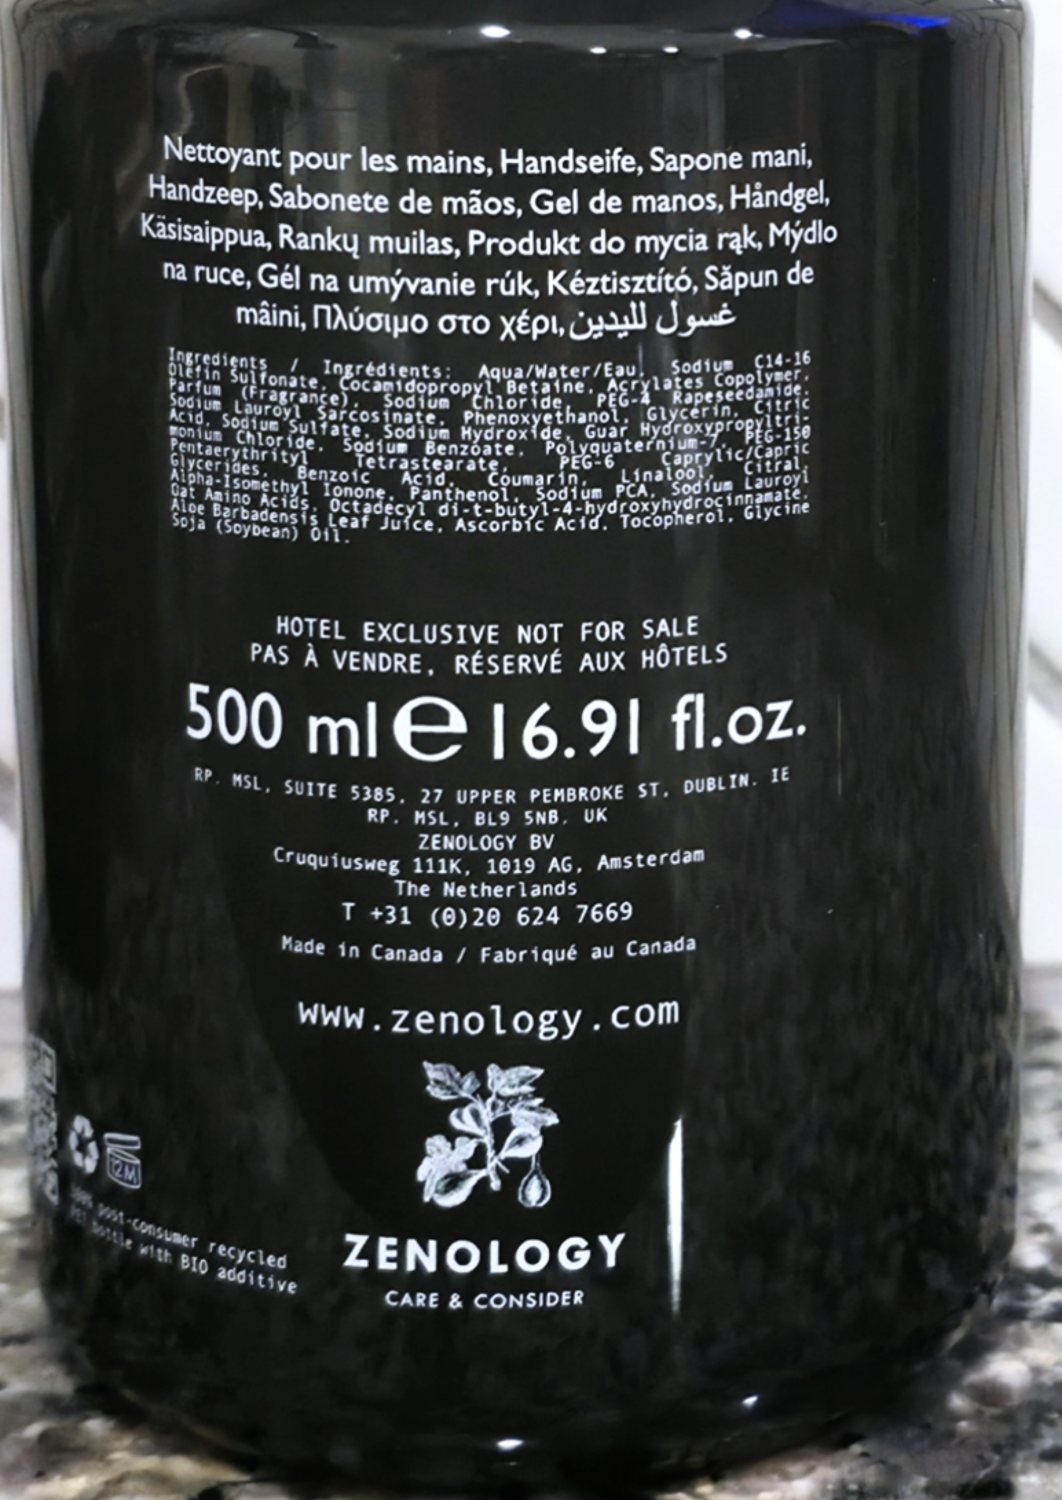 Nettoyant pour les mains, Handseife, Sapone mani,
Handzeep, Sabonete de mãos, Gel de manos, Håndgel,
Käsisaippua, Rankų muilas, Produkt do mycia rąk, Mýdlo
na ruce, Gél na umývanie rúk, Kéztisztító, Săpun de
mâini, Πλύσιμο στο χέρι, غسول لليدين
Ingredients / Ingrédients: Aqua/Water/Eau, Sodium C14-16
Olefin Sulfonate, Cocamidopropyl Betaine, Acrylates Copolymer,
Parfum (Fragrance), Sodium Chloride, PEG-4 Rapeseedamide,
Sodium Lauroyl Sarcosinate, Phenoxyethanol, Glycerin, Citric
Acid, Sodium Sulfate, Sodium Hydroxide, Guar Hydroxypropyltri-
monium Chloride, Sodium Benzoate, Polyquaternium-7, PEG-150
Pentaerythrityl Tetrastearate, PEG-6 Caprylic/Capric
Glycerides, Benzoic Acid, Coumarin, Linalool, Citral,
Alpha-Isomethyl Ionone, Panthenol, Sodium PCA, Sodium Lauroyl
Oat Amino Acids, Octadecyl di-t-butyl-4-hydroxyhydrocinnamate,
Aloe Barbadensis Leaf Juice, Ascorbic Acid, Tocopherol, Glycine
Soja (Soybean) Oil.
HOTEL EXCLUSIVE NOT FOR SALE
PAS À VENDRE, RÉSERVÉ AUX HÔTELS
500 ml e 16.91 fl.oz.
RP. MSL, SUITE 5385, 27 UPPER PEMBROKE ST, DUBLIN. IE
RP. MSL, BL9 5NB. UK
ZENOLOGY BV
Cruquiusweg 111K, 1019 AG, Amsterdam
The Netherlands
T +31 (0)20 624 7669
Made in Canada / Fabriqué au Canada
www.zenology.com
12M
post-consumer recycled
bottle with BIO additive
ZENOLOGY
CARE & CONSIDER